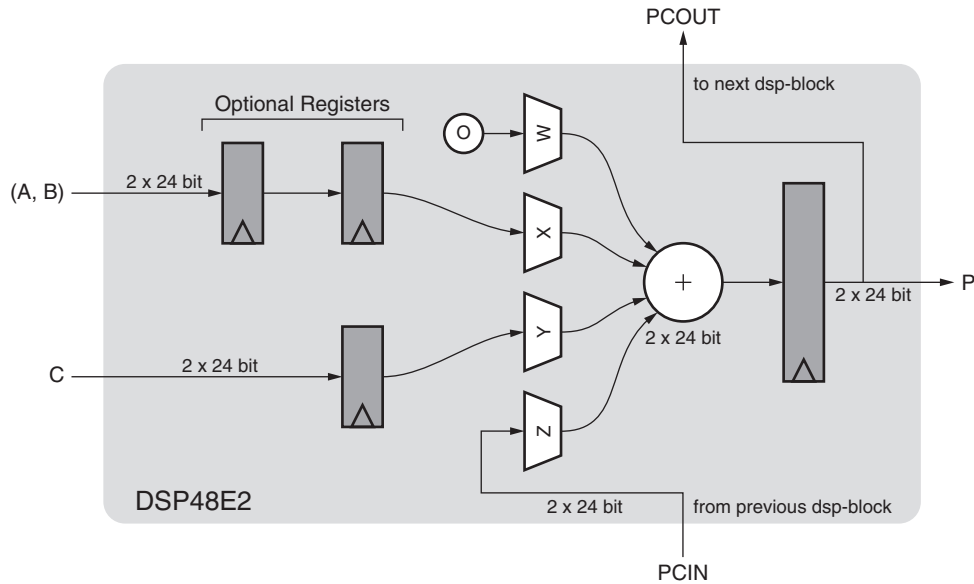 PCOUT
to next dsp-block
Optional Registers
O
W
(A, B)
2 x 24 bit
X
+
P
2 x 24 bit
2 x 24 bit
Y
C
2 x 24 bit
Z
DSP48E2
2 x 24 bit
from previous dsp-block
PCIN